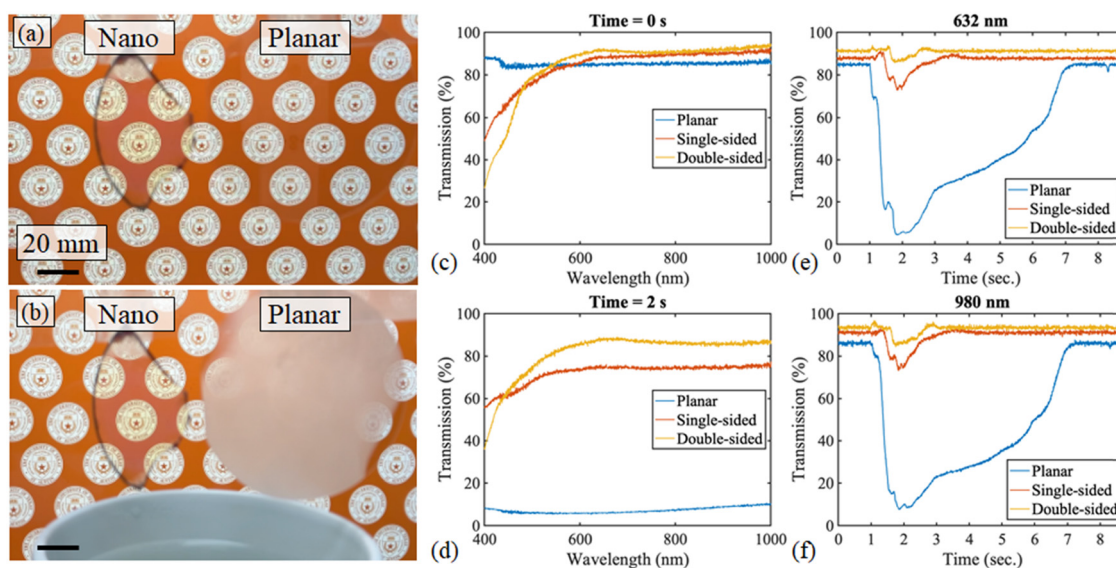 (a)
Nano
Planar
20 mm
(b)
Nano
Planar
Time = 0 s
100
80
60
40
20
0
Transmission (%)
Planar
Single-sided
Double-sided
400
600
800
1000
Wavelength (nm)
(c)
632 nm
100
80
60
40
20
0
Transmission (%)
Planar
Single-sided
Double-sided
0 1 2 3 4 5 6 7 8 9
Time (sec.)
(e)
Time = 2 s
100
80
60
40
20
0
Transmission (%)
Planar
Single-sided
Double-sided
400
600
800
1000
Wavelength (nm)
(d)
980 nm
100
80
60
40
20
0
Transmission (%)
Planar
Single-sided
Double-sided
0 1 2 3 4 5 6 7 8
Time (sec.)
(f)